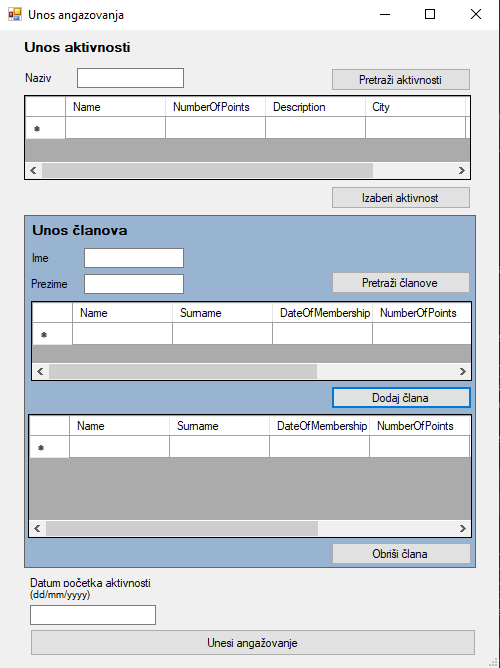 Unos angazovanja
Unos aktivnosti
Naziv
Pretraži aktivnosti
Name NumberOfPoints Description City
Izaberi aktivnost
Unos članova
Ime
Prezime
Pretraži članove
Name Surname DateOfMembership NumberOfPoints
Dodaj člana
Name Surname DateOfMembership NumberOfPoints
Obriši člana
Datum početka aktivnosti
(dd/mm/yyyy)
Unesi angažovanje